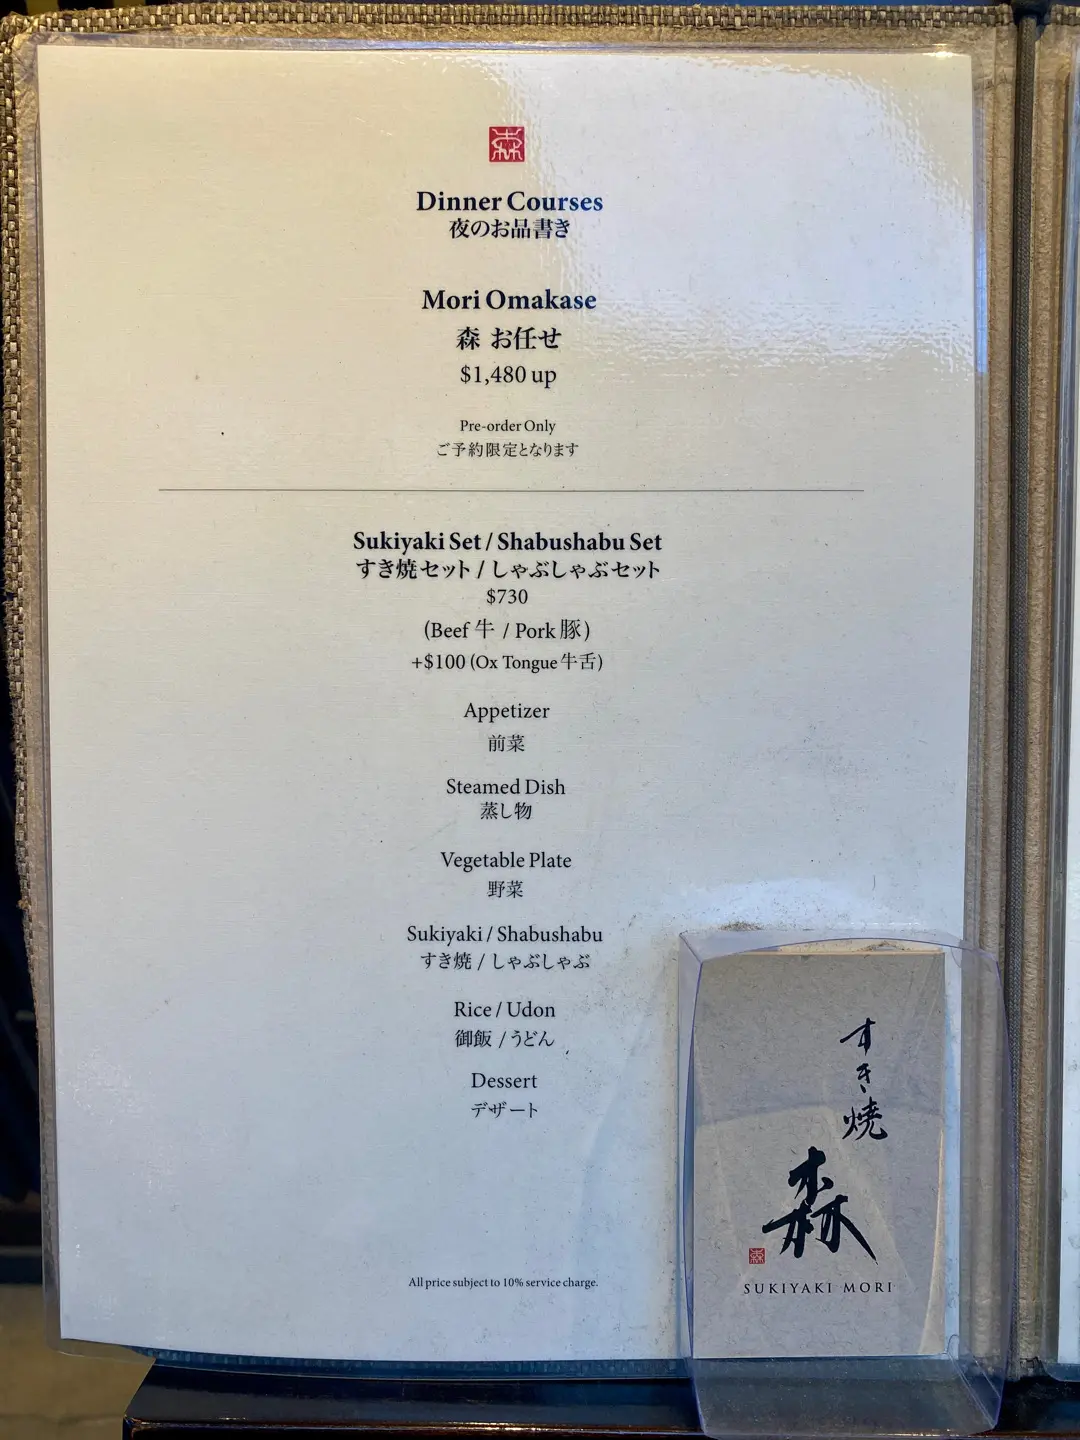 森
Dinner Courses
夜のお品書き
Mori Omakase
森 お任せ
$1,480 up
Pre-order Only
ご予約限定となります
Sukiyaki Set / Shabushabu Set
すき焼セット / しゃぶしゃぶセット
$730
(Beef 牛 / Pork 豚)
+$100 (Ox Tongue 牛舌)
Appetizer
前菜
Steamed Dish
蒸し物
Vegetable Plate
野菜
Sukiyaki / Shabushabu
すき焼 / しゃぶしゃぶ
Rice / Udon
御飯 / うどん
Dessert
デザート
All price subject to 10% service charge.
すき焼
森
森
SUKIYAKI MORI